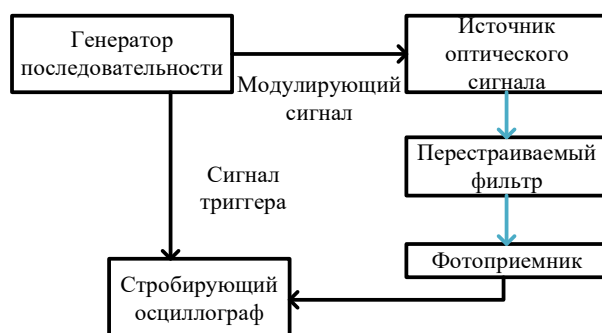 Генератор
последовательности
Источник
оптического
сигнала
Модулирующий
сигнал
Перестраиваемый
фильтр
Сигнал
триггера
Фотоприемник
Стробирующий
осциллограф